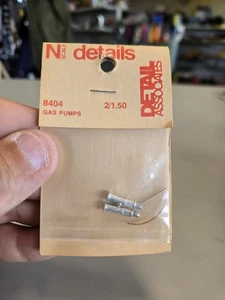 N SCALE details
8404 2/1.50
GAS PUMPS
DETAIL
ASSOCIATES